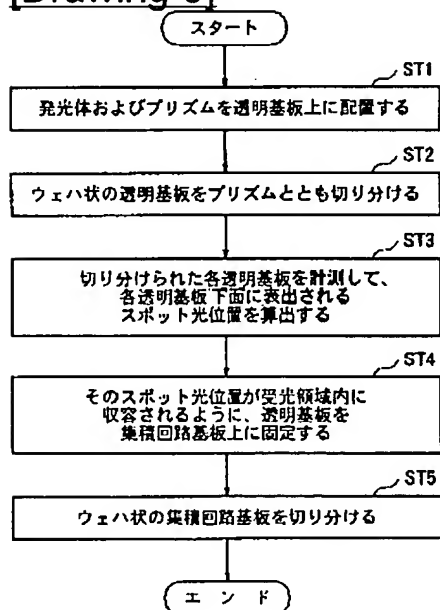 [Drawing 3]
スタート
ST1
発光体およびプリズムを透明基板上に配置する
ST2
ウェハ状の透明基板をプリズムととも切り分ける
ST3
切り分けられた各透明基板を計測して、
各透明基板下面に表出される
スポット光位置を算出する
ST4
そのスポット光位置が受光領域内に
収容されるように、透明基板を
集積回路基板上に固定する
ST5
ウェハ状の集積回路基板を切り分ける
エンド